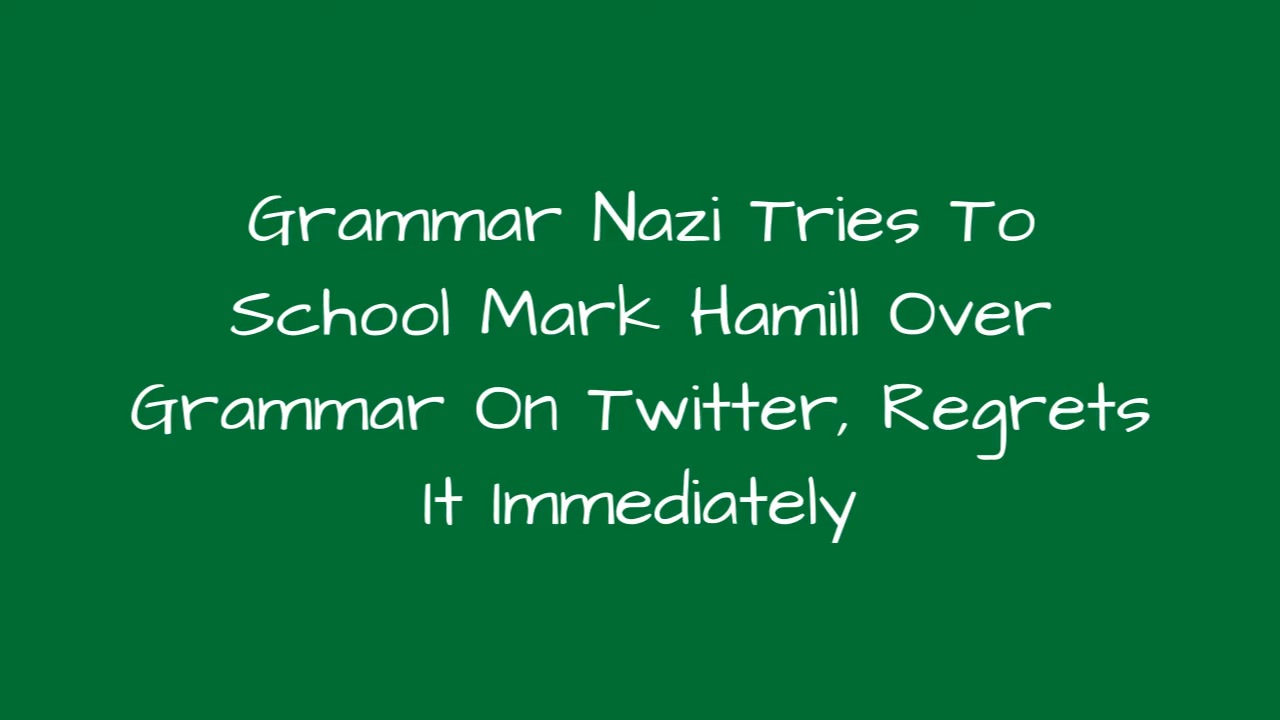 Grammar Nazi Tries To
School Mark Hamill Over
Grammar On Twitter, Regrets
It Immediately